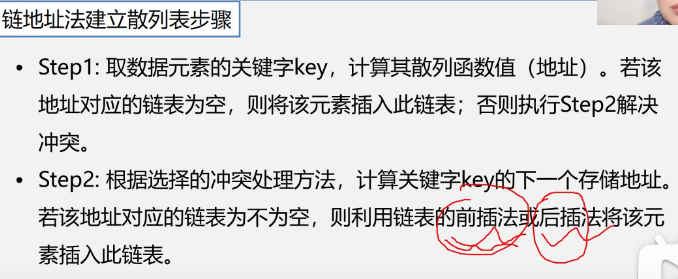 链地址法建立散列表步骤
• Step1: 取数据元素的关键字key，计算其散列函数值（地址）。若该
地址对应的链表为空，则将该元素插入此链表；否则执行Step2解决
冲突。
• Step2: 根据选择的冲突处理方法，计算关键字key的下一个存储地址。
若该地址对应的链表为不为空，则利用链表的前插法或后插法将该元
素插入此链表。